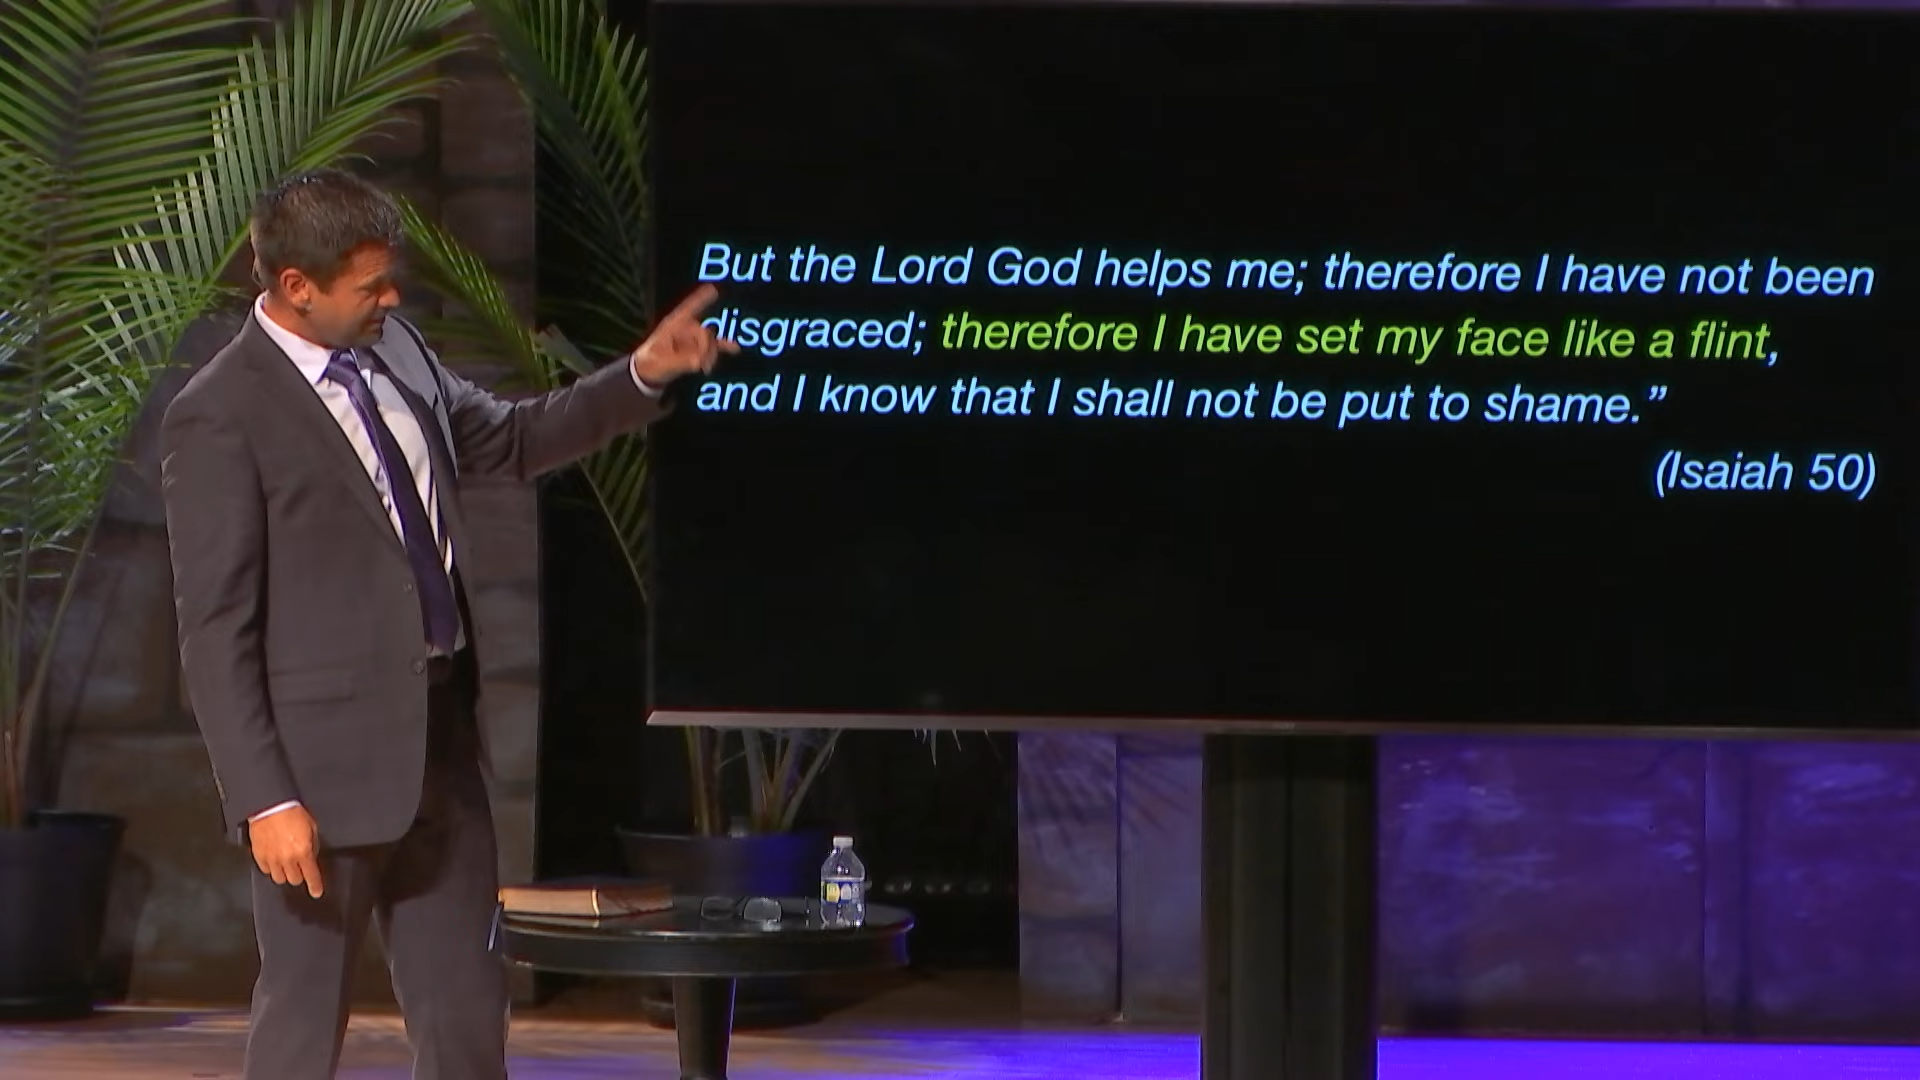 But the Lord God helps me; therefore I have not been
disgraced; therefore I have set my face like a flint,
and I know that I shall not be put to shame.”
(Isaiah 50)